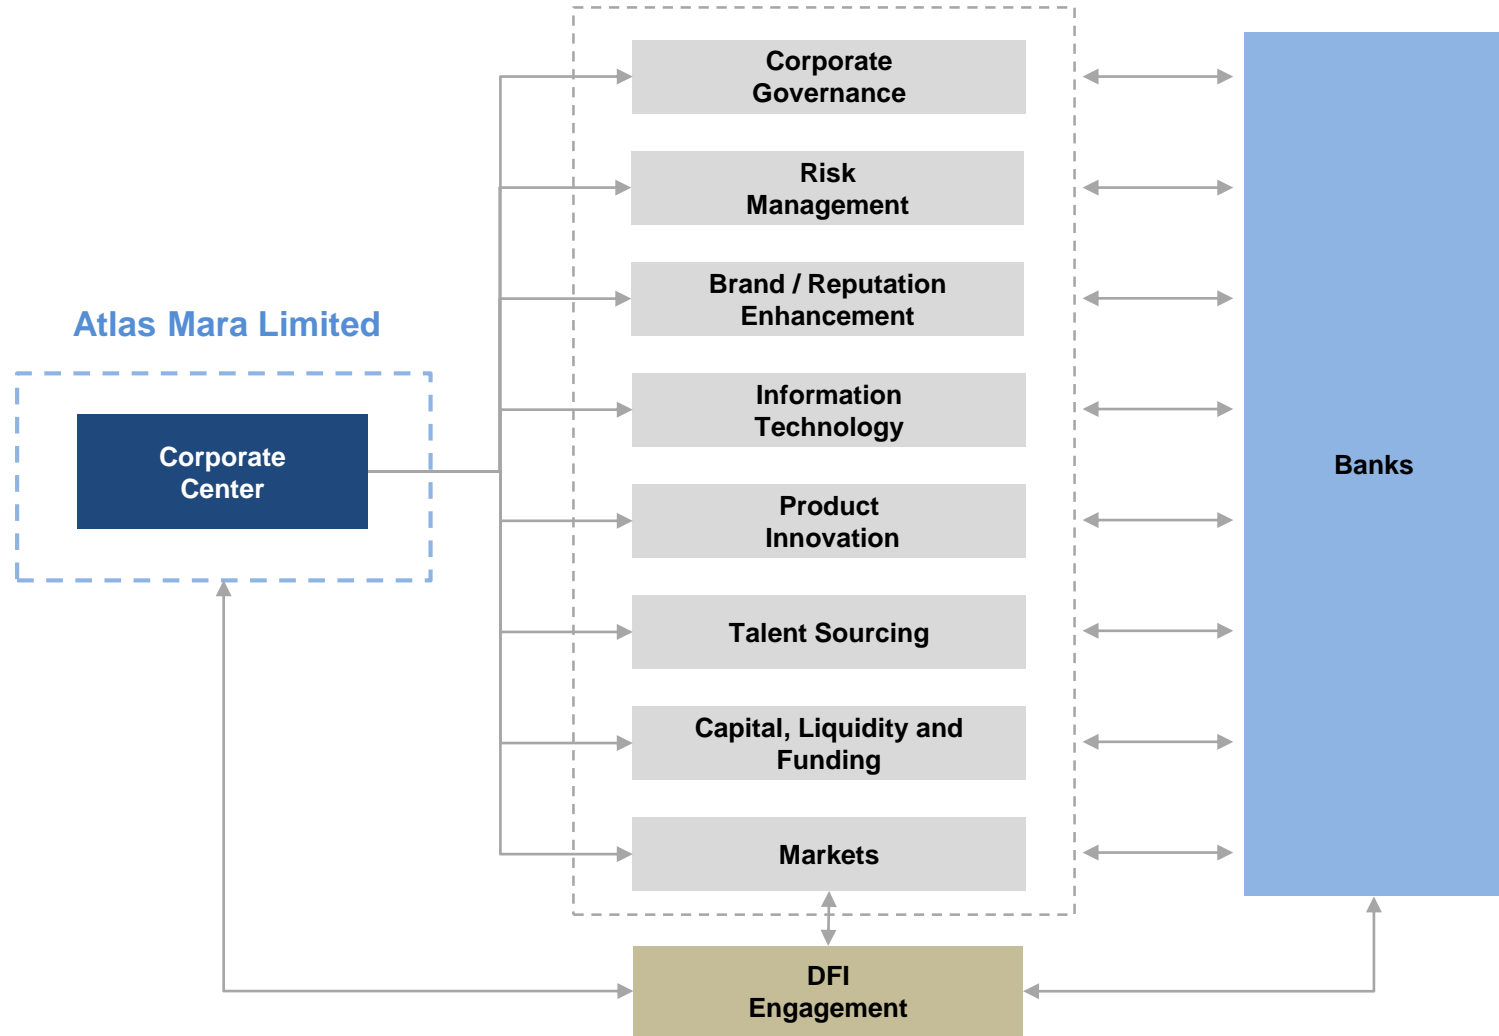 Corporate
Governance
Risk
Management
Brand / Reputation
Enhancement
Atlas Mara Limited
Information
Technology
Corporate
Center
Banks
Product
Innovation
Talent Sourcing
Capital, Liquidity and
Funding
Markets
DFI
Engagement